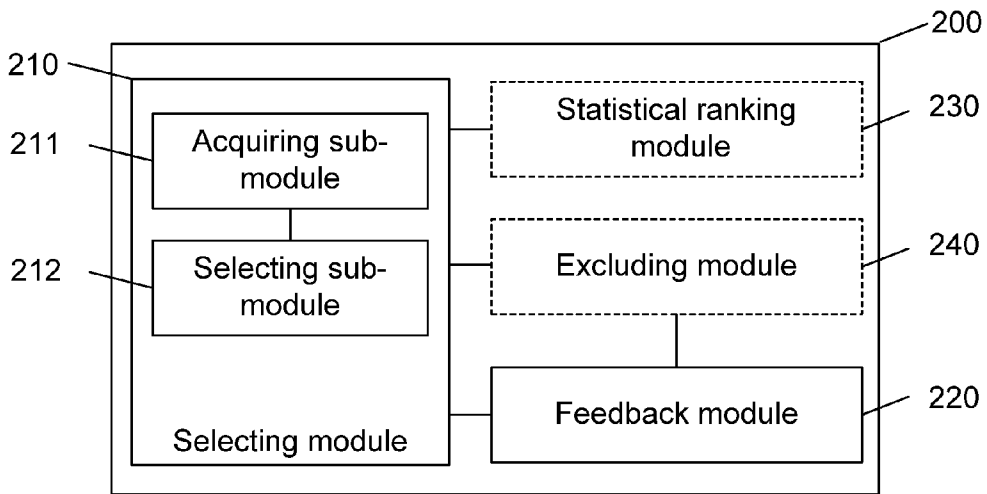 200
210
211
Acquiring sub-
module
212
Selecting sub-
module
Selecting module
Statistical ranking
module
230
Excluding module
240
Feedback module
220